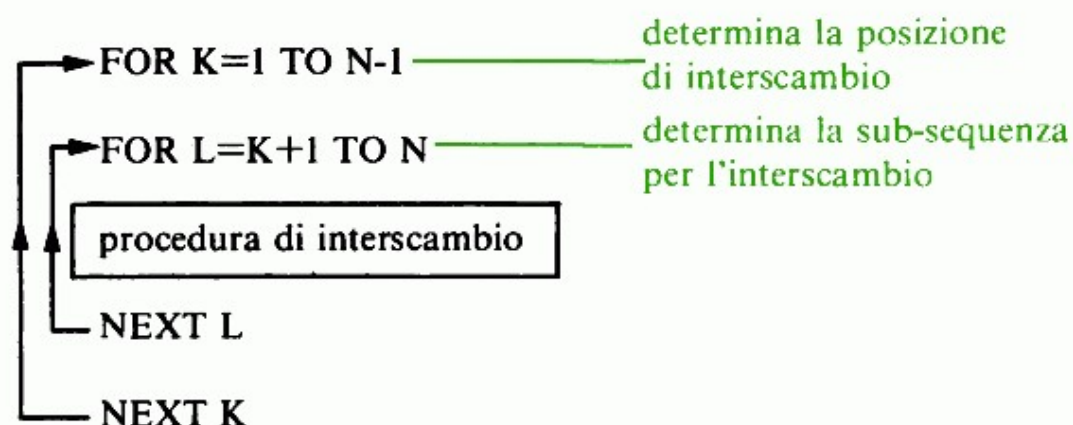 FOR K=1 TO N-1
determina la posizione
di interscambio
FOR L=K+1 TO N
determina la sub-sequenza
per l'interscambio
procedura di interscambio
NEXT L
NEXT K